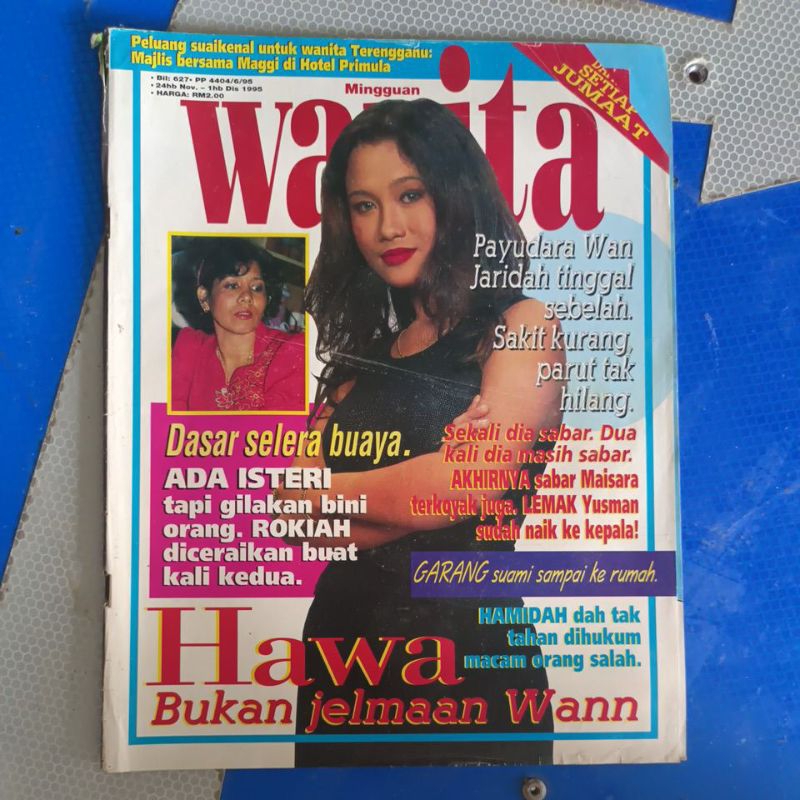 Peluang suaikenal untuk wanita Terengganu:
Majlis bersama Maggi di Hotel Primula
• Bil: 627• PP 4404/6/95
• 24hb Nov. – 1hb Dis 1995
• HARGA: RM2.00
SETIAP
JUMAAT
Mingguan
wanita
Payudara Wan
Jaridah tinggal
sebelah.
Sakit kurang,
parut tak
hilang.
Dasar selera buaya.
ADA ISTERI
tapi gilakan bini
orang. ROKIAH
diceraikan buat
kali kedua.
Sekali dia sabar. Dua
kali dia masih sabar.
AKHIRNYA sabar Maisara
terkoyak juga. LEMAK Yusman
sudah naik ke kepala!
GARANG suami sampai ke rumah.
HAMIDAH dah tak
tahan dihukum
macam orang salah.
Hawa
Bukan jelmaan Wann